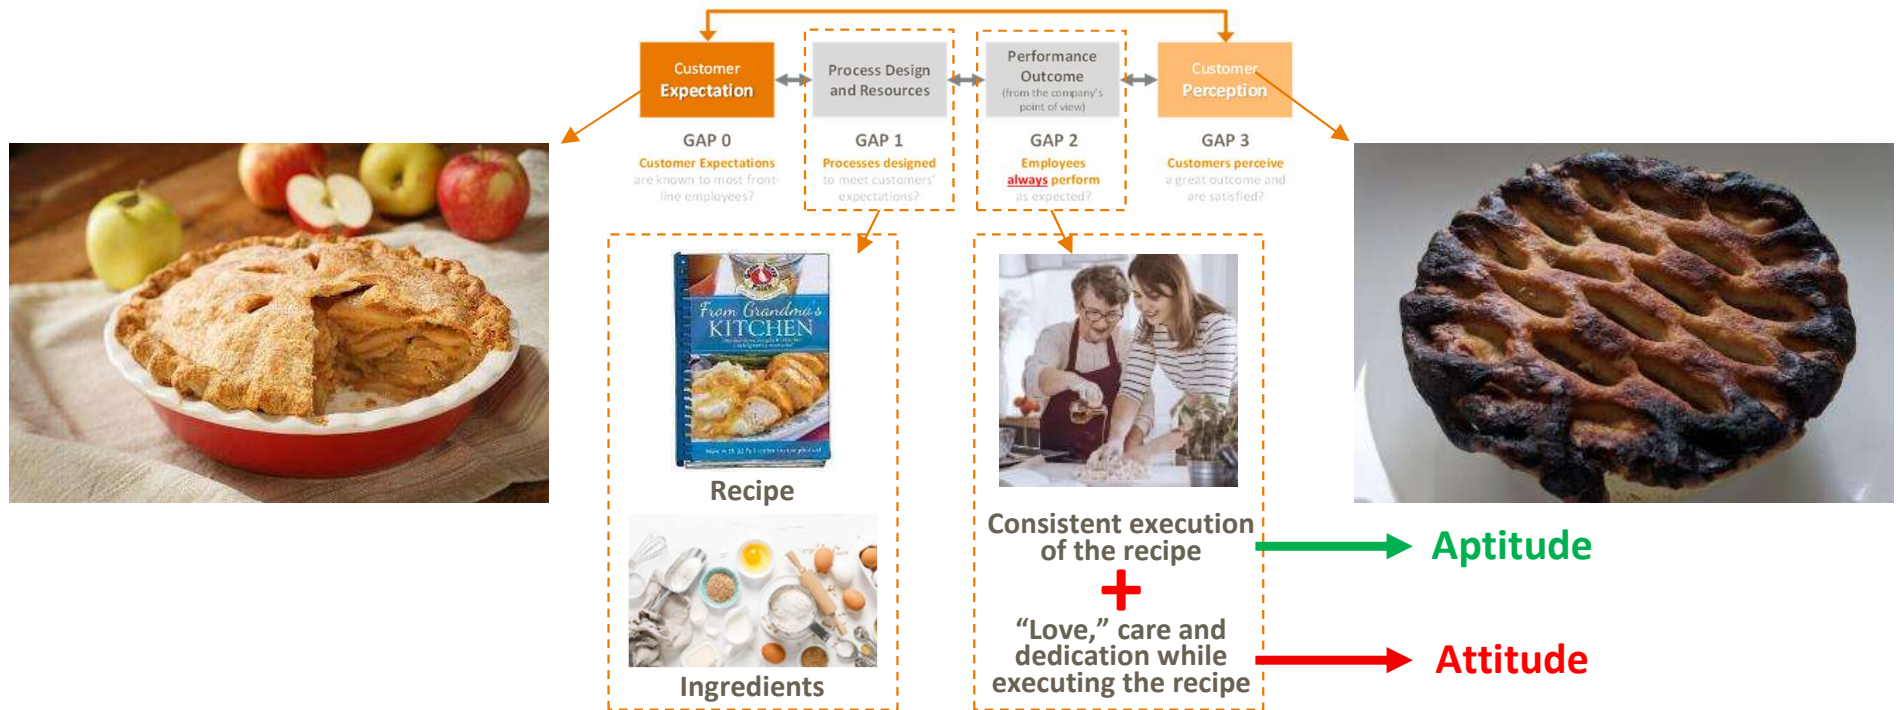 Customer
Expectation
Process Design
and Resources
Performance
Outcome
(from the company's
point of view)
Customer
Perception
GAP 0
Customer Expectations
are known to most front-
line employees?
GAP 1
Processes designed
to meet customers'
expectations?
GAP 2
Employees
always perform
as expected?
GAP 3
Customers perceive
a great outcome and
are satisfied?
From Grandma's
KITCHEN
Recipe
Ingredients
Consistent execution
of the recipe
+
“Love,” care and
dedication while
executing the recipe
Aptitude
Attitude